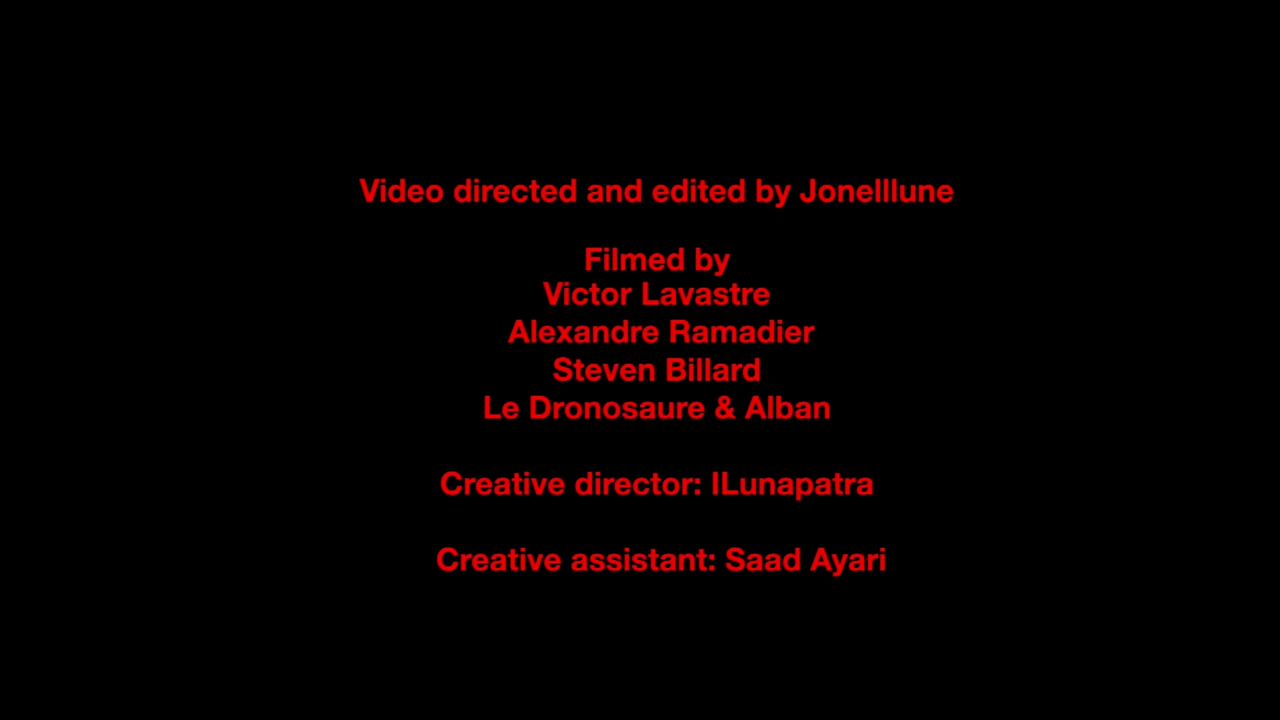 Video directed and edited by Jonelllune
Filmed by
Victor Lavastre
Alexandre Ramadier
Steven Billard
Le Dronosaure & Alban
Creative director: ILunapatra
Creative assistant: Saad Ayari